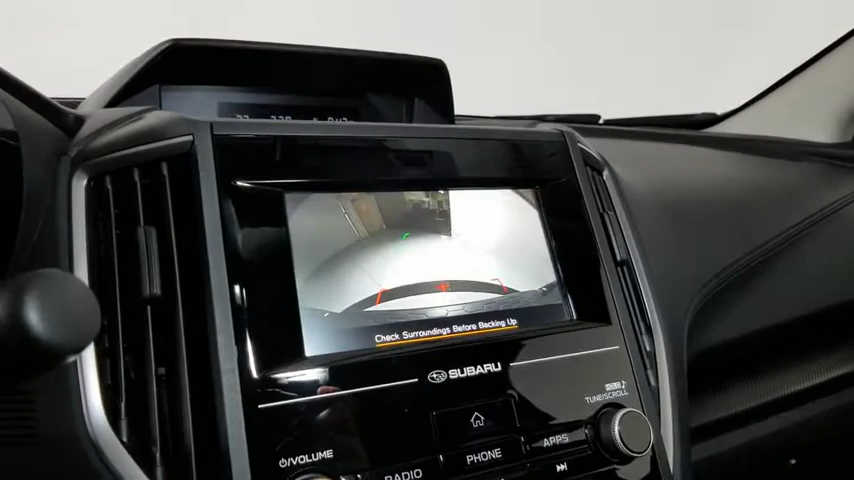 Check Surroundings Before Backing Up
SUBARU
TUNE/SCROLL
VOLUME
RADIO
PHONE
APPS